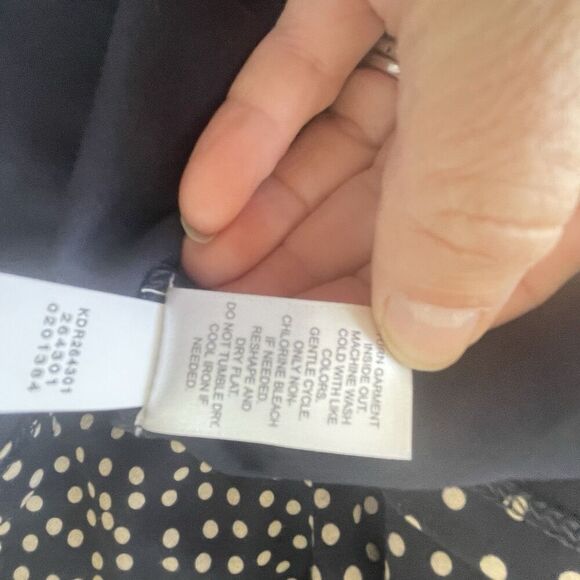 KDR264301
264301
0201384
TURN GARMENT
INSIDE OUT.
MACHINE WASH
COLD WITH LIKE
COLORS.
GENTLE CYCLE.
ONLY NON-
CHLORINE BLEACH
IF NEEDED.
RESHAPE AND
DRY FLAT.
DO NOT TUMBLE DRY.
COOL IRON IF
NEEDED.